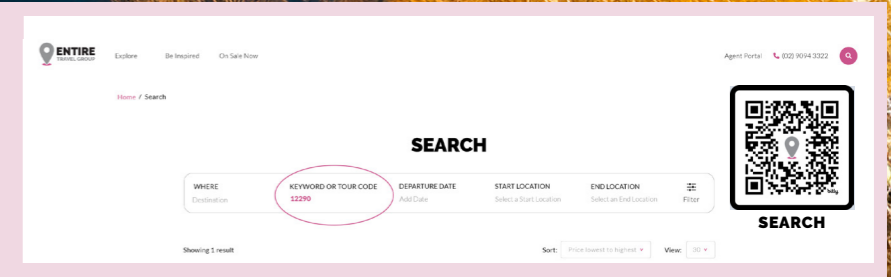 ENTIRE
TRAVEL GROUP
Explore
Be Inspired
On Sale Now
Agent Portal
(02) 9094 3322
Home / Search
SEARCH
WHERE
Destination
KEYWORD OR TOUR CODE
12290
DEPARTURE DATE
Add Date
START LOCATION
Select a Start Location
END LOCATION
Select an End Location
Filter
bitly
SEARCH
Showing 1 result
Sort: Price lowest to highest
View: 30